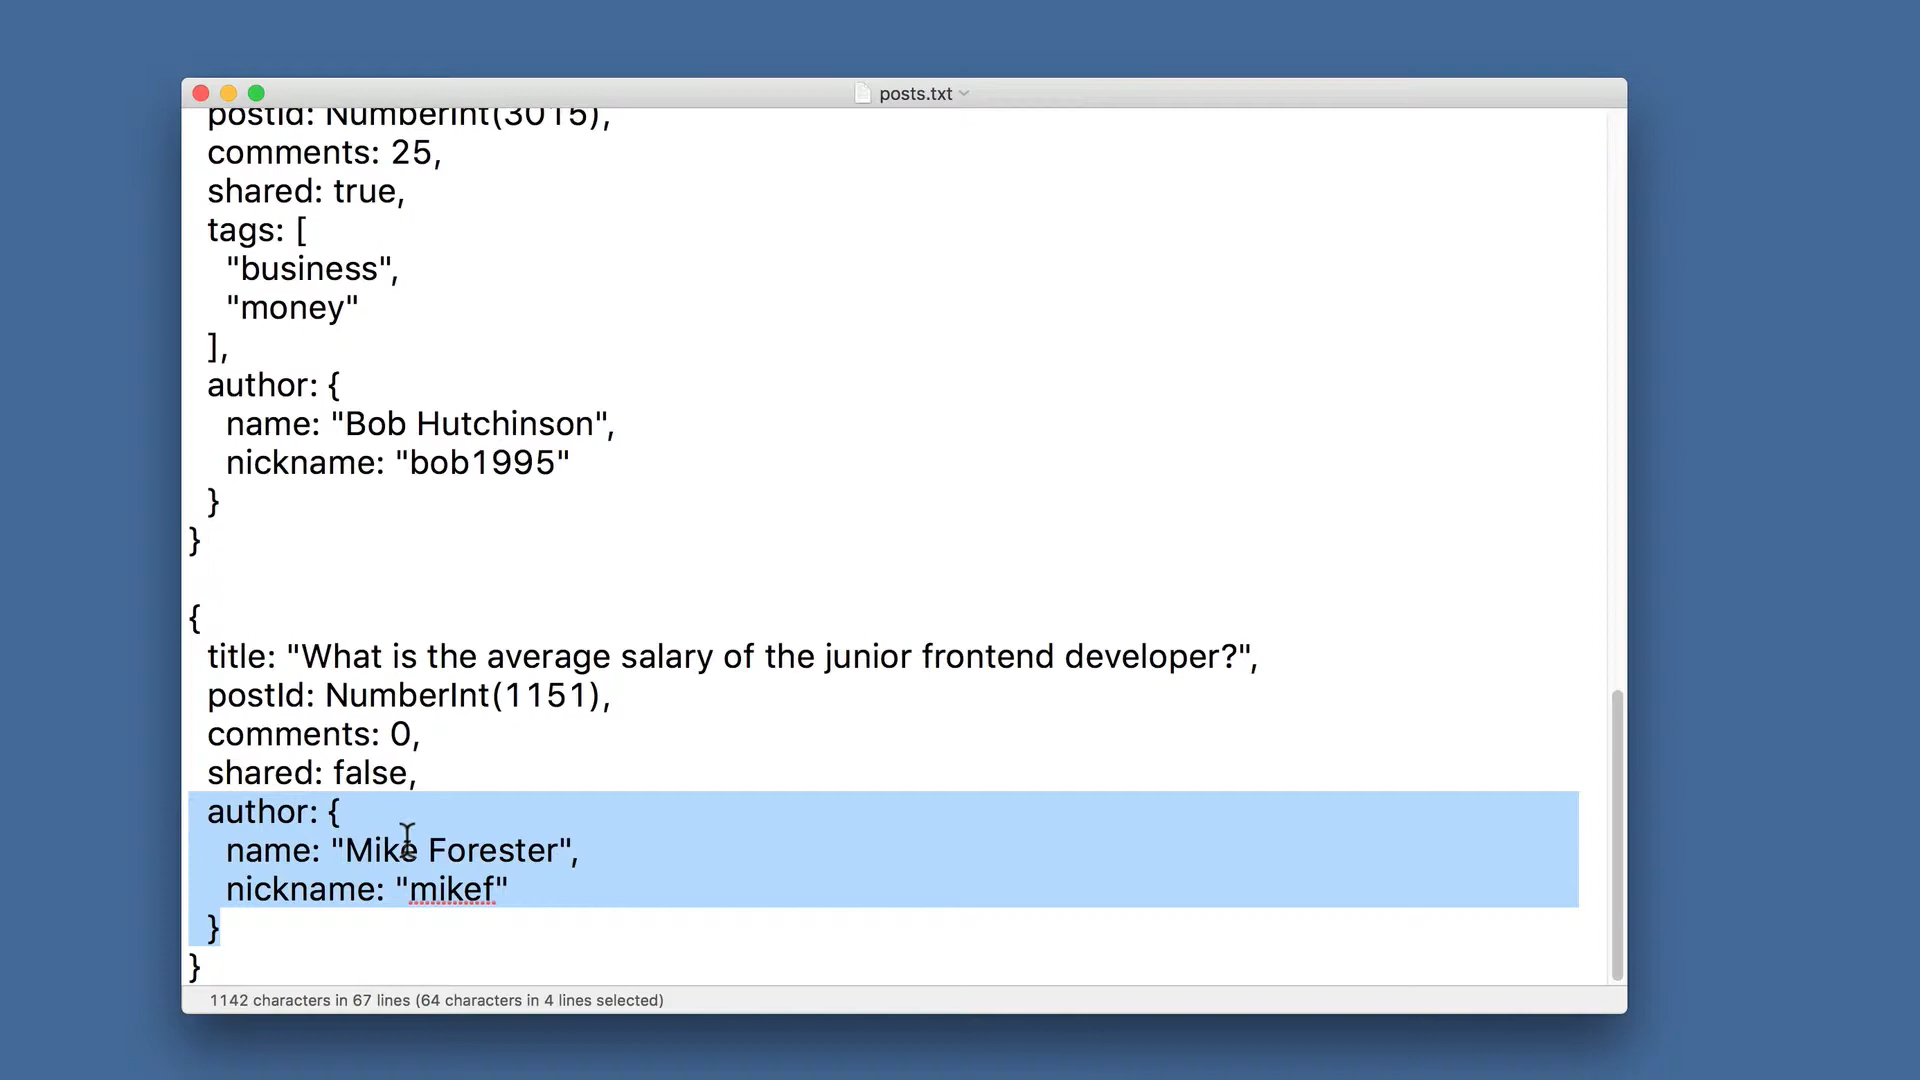 posts.txt
postId: NumberInt(3015),
comments: 25,
shared: true,
tags: [
"business",
"money"
],
author: {
name: "Bob Hutchinson",
nickname: "bob1995"
}
}
{
title: "What is the average salary of the junior frontend developer?",
postId: NumberInt(1151),
comments: 0,
shared: false,
author: {
name: "Mike Forester",
nickname: "mikef"
}
}
1142 characters in 67 lines (64 characters in 4 lines selected)